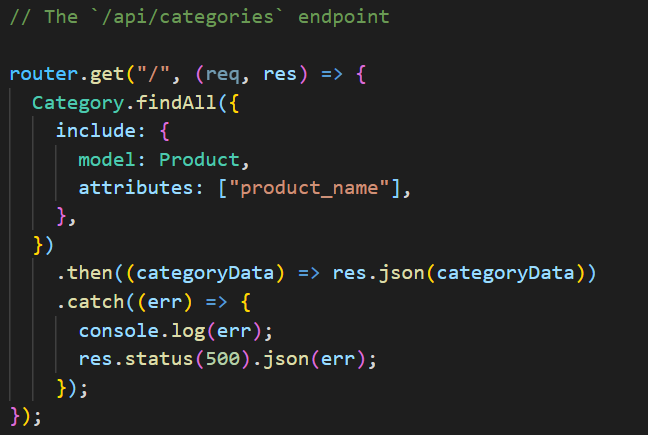 // The `/api/categories` endpoint
router.get("/", (req, res) => {
  Category.findAll({
    include: {
      model: Product,
      attributes: ["product_name"],
    },
  })
    .then((categoryData) => res.json(categoryData))
    .catch((err) => {
      console.log(err);
      res.status(500).json(err);
    });
});